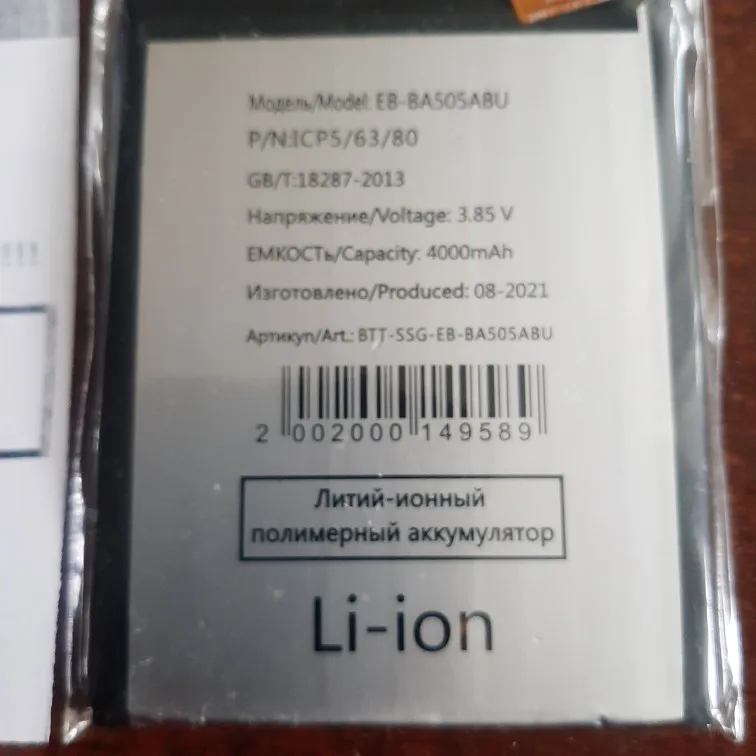 Модель/Model: EB-BA505ABU
P/N:ICP5/63/80
GB/T:18287-2013
Напряжение/Voltage: 3.85 V
ЕМКОСТь/Capacity: 4000mAh
Изготовлено/Produced: 08-2021
Артикул/Art.: BTT-SSG-EB-BA505ABU
2 002000 149589
Литий-ионный
полимерный аккумулятор
Li-ion
!!!